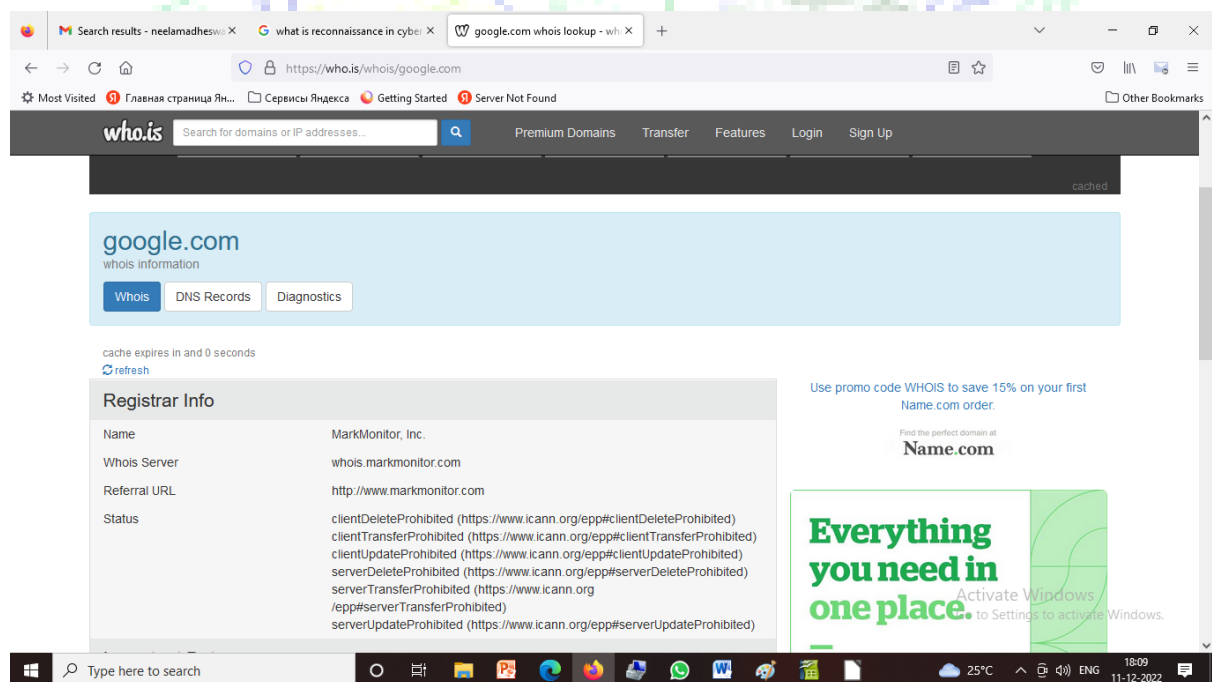 Search results - neelamadheswa
what is reconnaissance in cyber
google.com whois lookup - whi
https://who.is/whois/google.com
Most Visited
Главная страница Ян...
Сервисы Яндекса
Getting Started
Server Not Found
Other Bookmarks
who.is
Search for domains or IP addresses...
Premium Domains
Transfer
Features
Login
Sign Up
cached
google.com
whois information
Whois
DNS Records
Diagnostics
cache expires in and 0 seconds
refresh
Registrar Info
Name MarkMonitor, Inc.
Whois Server whois.markmonitor.com
Referral URL http://www.markmonitor.com
Status clientDeleteProhibited (https://www.icann.org/epp#clientDeleteProhibited)
clientTransferProhibited (https://www.icann.org/epp#clientTransferProhibited)
clientUpdateProhibited (https://www.icann.org/epp#clientUpdateProhibited)
serverDeleteProhibited (https://www.icann.org/epp#serverDeleteProhibited)
serverTransferProhibited (https://www.icann.org
/epp#serverTransferProhibited)
serverUpdateProhibited (https://www.icann.org/epp#serverUpdateProhibited)
Use promo code WHOIS to save 15% on your first
Name.com order.
Find the perfect domain at
Name.com
Everything
you need in
one place.
Activate Windows
to Settings to activate Windows.
Type here to search
25°C
ENG
18:09
11-12-2022